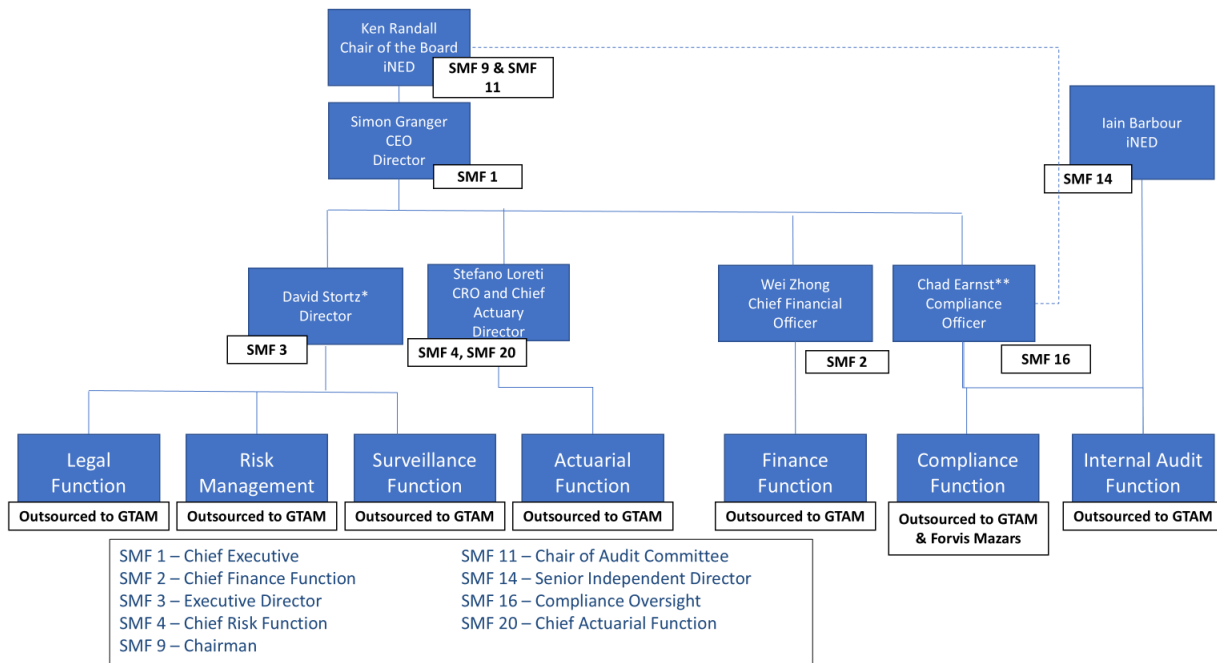 Ken Randall
Chair of the Board
iNED
SMF 9 & SMF
11
Simon Granger
CEO
Director
SMF 1
Iain Barbour
iNED
SMF 14
David Stortz*
Director
SMF 3
Stefano Loreti
CRO and Chief
Actuary
Director
SMF 4, SMF 20
Wei Zhong
Chief Financial
Officer
SMF 2
Chad Earnst**
Compliance
Officer
SMF 16
Legal
Function
Outsourced to GTAM
Risk
Management
Outsourced to GTAM
Surveillance
Function
Outsourced to GTAM
Actuarial
Function
Outsourced to GTAM
Finance
Function
Outsourced to GTAM
Compliance
Function
Outsourced to GTAM
& Forvis Mazars
Internal Audit
Function
Outsourced to GTAM
SMF 1 – Chief Executive
SMF 2 – Chief Finance Function
SMF 3 – Executive Director
SMF 4 – Chief Risk Function
SMF 9 – Chairman
SMF 11 – Chair of Audit Committee
SMF 14 – Senior Independent Director
SMF 16 – Compliance Oversight
SMF 20 – Chief Actuarial Function